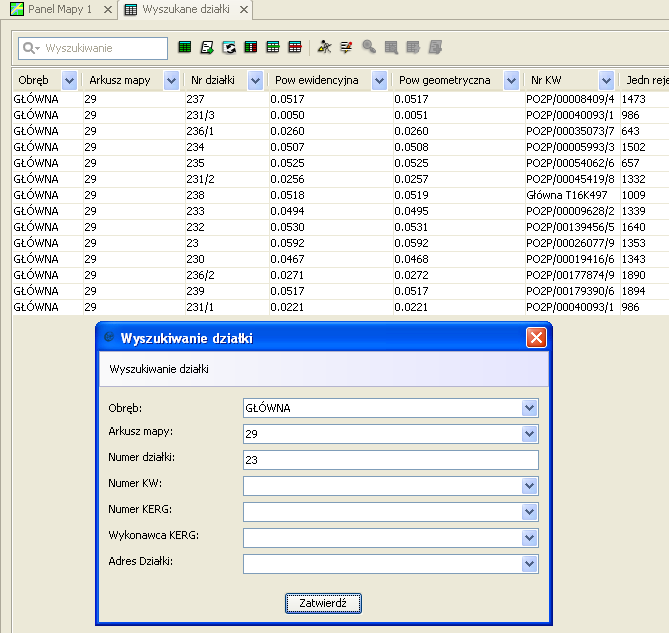 Panel Mapy 1 Wyszukane działki
Wyszukiwanie
Obręb Arkusz mapy Nr działki Pow ewidencyjna Pow geometryczna Nr KW Jedn reje
GŁÓWNA 29 237 0.0517 0.0517 PO2P/00008409/4 1473
GŁÓWNA 29 231/3 0.0050 0.0051 PO2P/00040093/1 986
GŁÓWNA 29 236/1 0.0260 0.0260 PO2P/00035073/7 643
GŁÓWNA 29 234 0.0507 0.0508 PO2P/00005993/3 1502
GŁÓWNA 29 235 0.0525 0.0525 PO2P/00054062/6 657
GŁÓWNA 29 231/2 0.0256 0.0257 PO2P/00045419/8 1332
GŁÓWNA 29 238 0.0518 0.0519 Główna T16K497 1009
GŁÓWNA 29 233 0.0494 0.0495 PO2P/00009628/2 1339
GŁÓWNA 29 232 0.0530 0.0531 PO2P/00139456/5 1640
GŁÓWNA 29 23 0.0592 0.0592 PO2P/00026077/9 1353
GŁÓWNA 29 230 0.0467 0.0468 PO2P/00019416/6 1343
GŁÓWNA 29 236/2 0.0271 0.0272 PO2P/00177874/9 1890
GŁÓWNA 29 239 0.0517 0.0517 PO2P/00179390/6 1894
GŁÓWNA 29 231/1 0.0221 0.0221 PO2P/00040093/1 986
Wyszukiwanie działki
Wyszukiwanie działki
Obręb: GŁÓWNA
Arkusz mapy: 29
Numer działki: 23
Numer KW:
Numer KERG:
Wykonawca KERG:
Adres Działki:
Zatwierdź